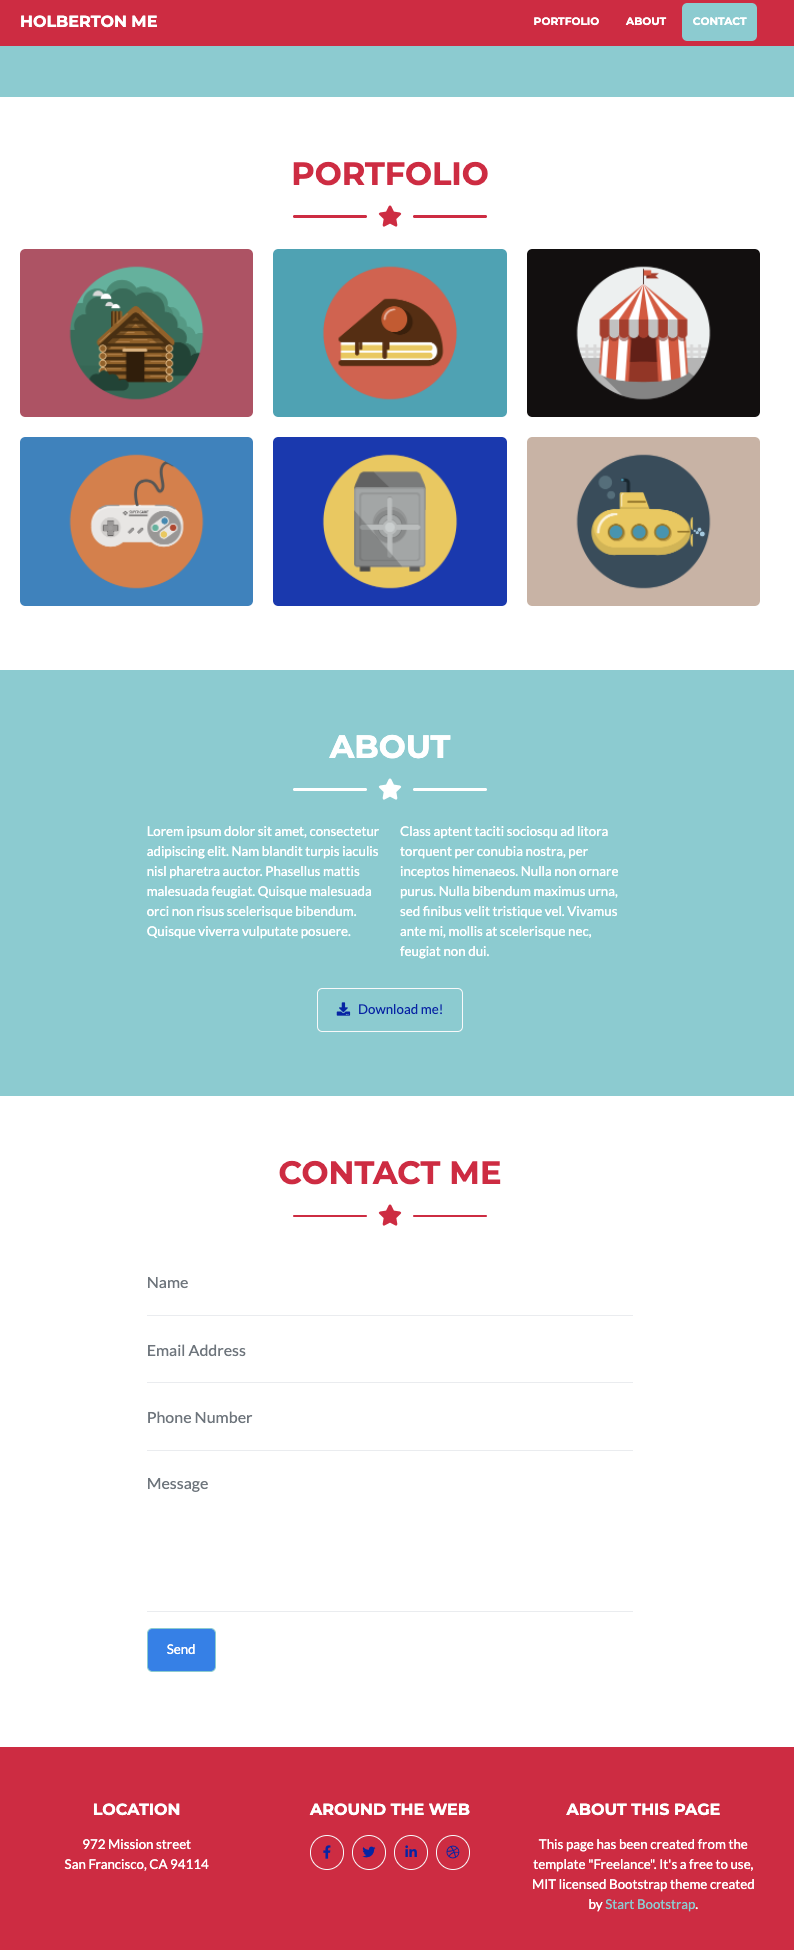 HOLBERTON ME
PORTFOLIO ABOUT CONTACT
PORTFOLIO
ABOUT
Lorem ipsum dolor sit amet, consectetur
adipiscing elit. Nam blandit turpis iaculis
nisl pharetra auctor. Phasellus mattis
malesuada feugiat. Quisque malesuada
orci non risus scelerisque bibendum.
Quisque viverra vulputate posuere.
Class aptent taciti sociosqu ad litora
torquent per conubia nostra, per
inceptos himenaeos. Nulla non ornare
purus. Nulla bibendum maximus urna,
sed finibus velit tristique vel. Vivamus
ante mi, mollis at scelerisque nec,
feugiat non dui.
Download me!
CONTACT ME
Name
Email Address
Phone Number
Message
Send
LOCATION
972 Mission street
San Francisco, CA 94114
AROUND THE WEB
ABOUT THIS PAGE
This page has been created from the
template "Freelance". It's a free to use,
MIT licensed Bootstrap theme created
by Start Bootstrap.